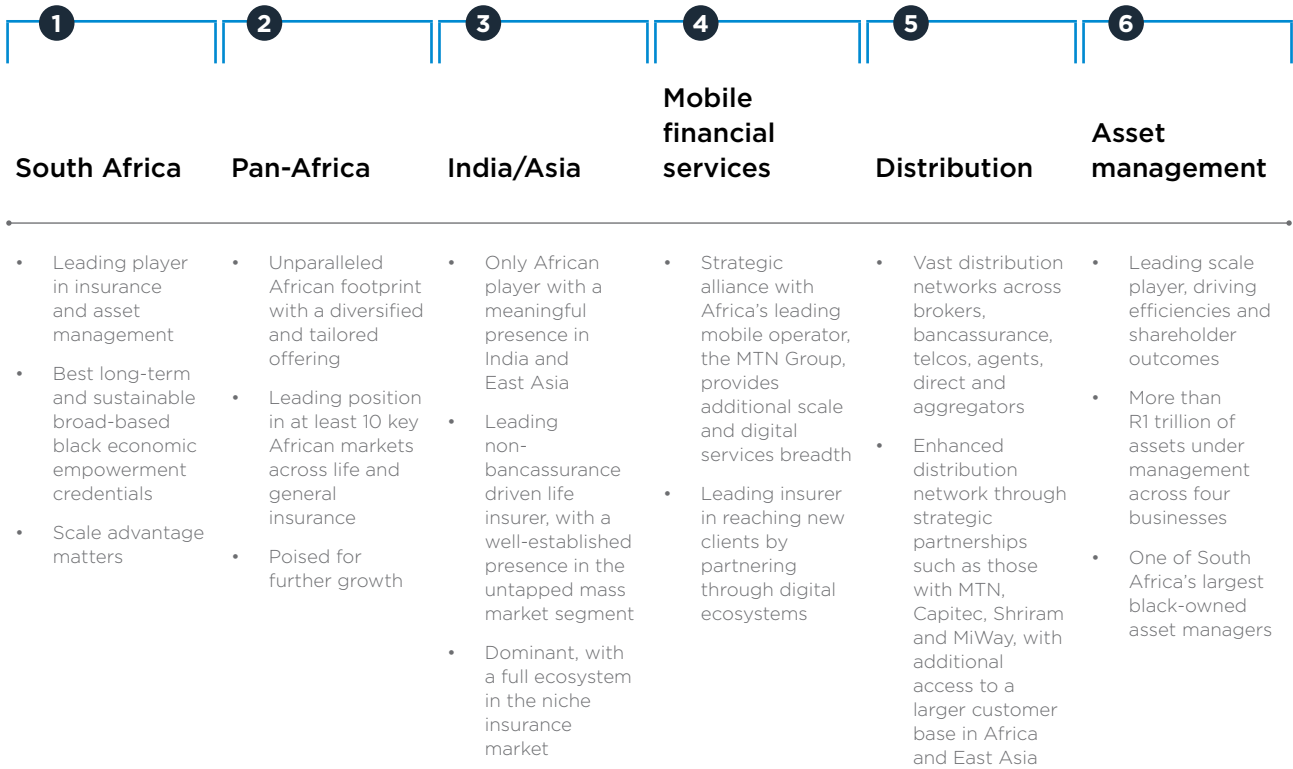 1
South Africa
• Leading player
in insurance
and asset
management
• Best long-term
and sustainable
broad-based
black economic
empowerment
credentials
• Scale advantage
matters
2
Pan-Africa
• Unparalleled
African footprint
with a diversified
and tailored
offering
• Leading position
in at least 10 key
African markets
across life and
general
insurance
• Poised for
further growth
3
India/Asia
• Only African
player with a
meaningful
presence in
India and
East Asia
• Leading
non-
bancassurance
driven life
insurer, with a
well-established
presence in the
untapped mass
market segment
• Dominant, with
a full ecosystem
in the niche
insurance
market
4
Mobile
financial
services
• Strategic
alliance with
Africa’s leading
mobile operator,
the MTN Group,
provides
additional scale
and digital
services breadth
• Leading insurer
in reaching new
clients by
partnering
through digital
ecosystems
5
Distribution
• Vast distribution
networks across
brokers,
bancassurance,
telcos, agents,
direct and
aggregators
• Enhanced
distribution
network through
strategic
partnerships
such as those
with MTN,
Capitec, Shriram
and MiWay, with
additional
access to a
larger customer
base in Africa
and East Asia
6
Asset
management
• Leading scale
player, driving
efficiencies and
shareholder
outcomes
• More than
R1 trillion of
assets under
management
across four
businesses
• One of South
Africa’s largest
black-owned
asset managers